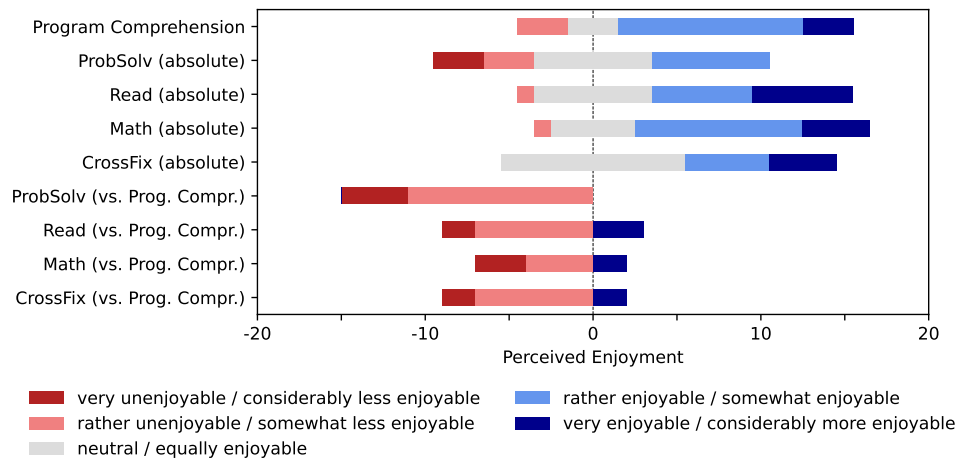 Program Comprehension
ProbSolv (absolute)
Read (absolute)
Math (absolute)
CrossFix (absolute)
ProbSolv (vs. Prog. Compr.)
Read (vs. Prog. Compr.)
Math (vs. Prog. Compr.)
CrossFix (vs. Prog. Compr.)
-20 -10 0 10 20
Perceived Enjoyment
very unenjoyable / considerably less enjoyable
rather unenjoyable / somewhat less enjoyable
neutral / equally enjoyable
rather enjoyable / somewhat enjoyable
very enjoyable / considerably more enjoyable